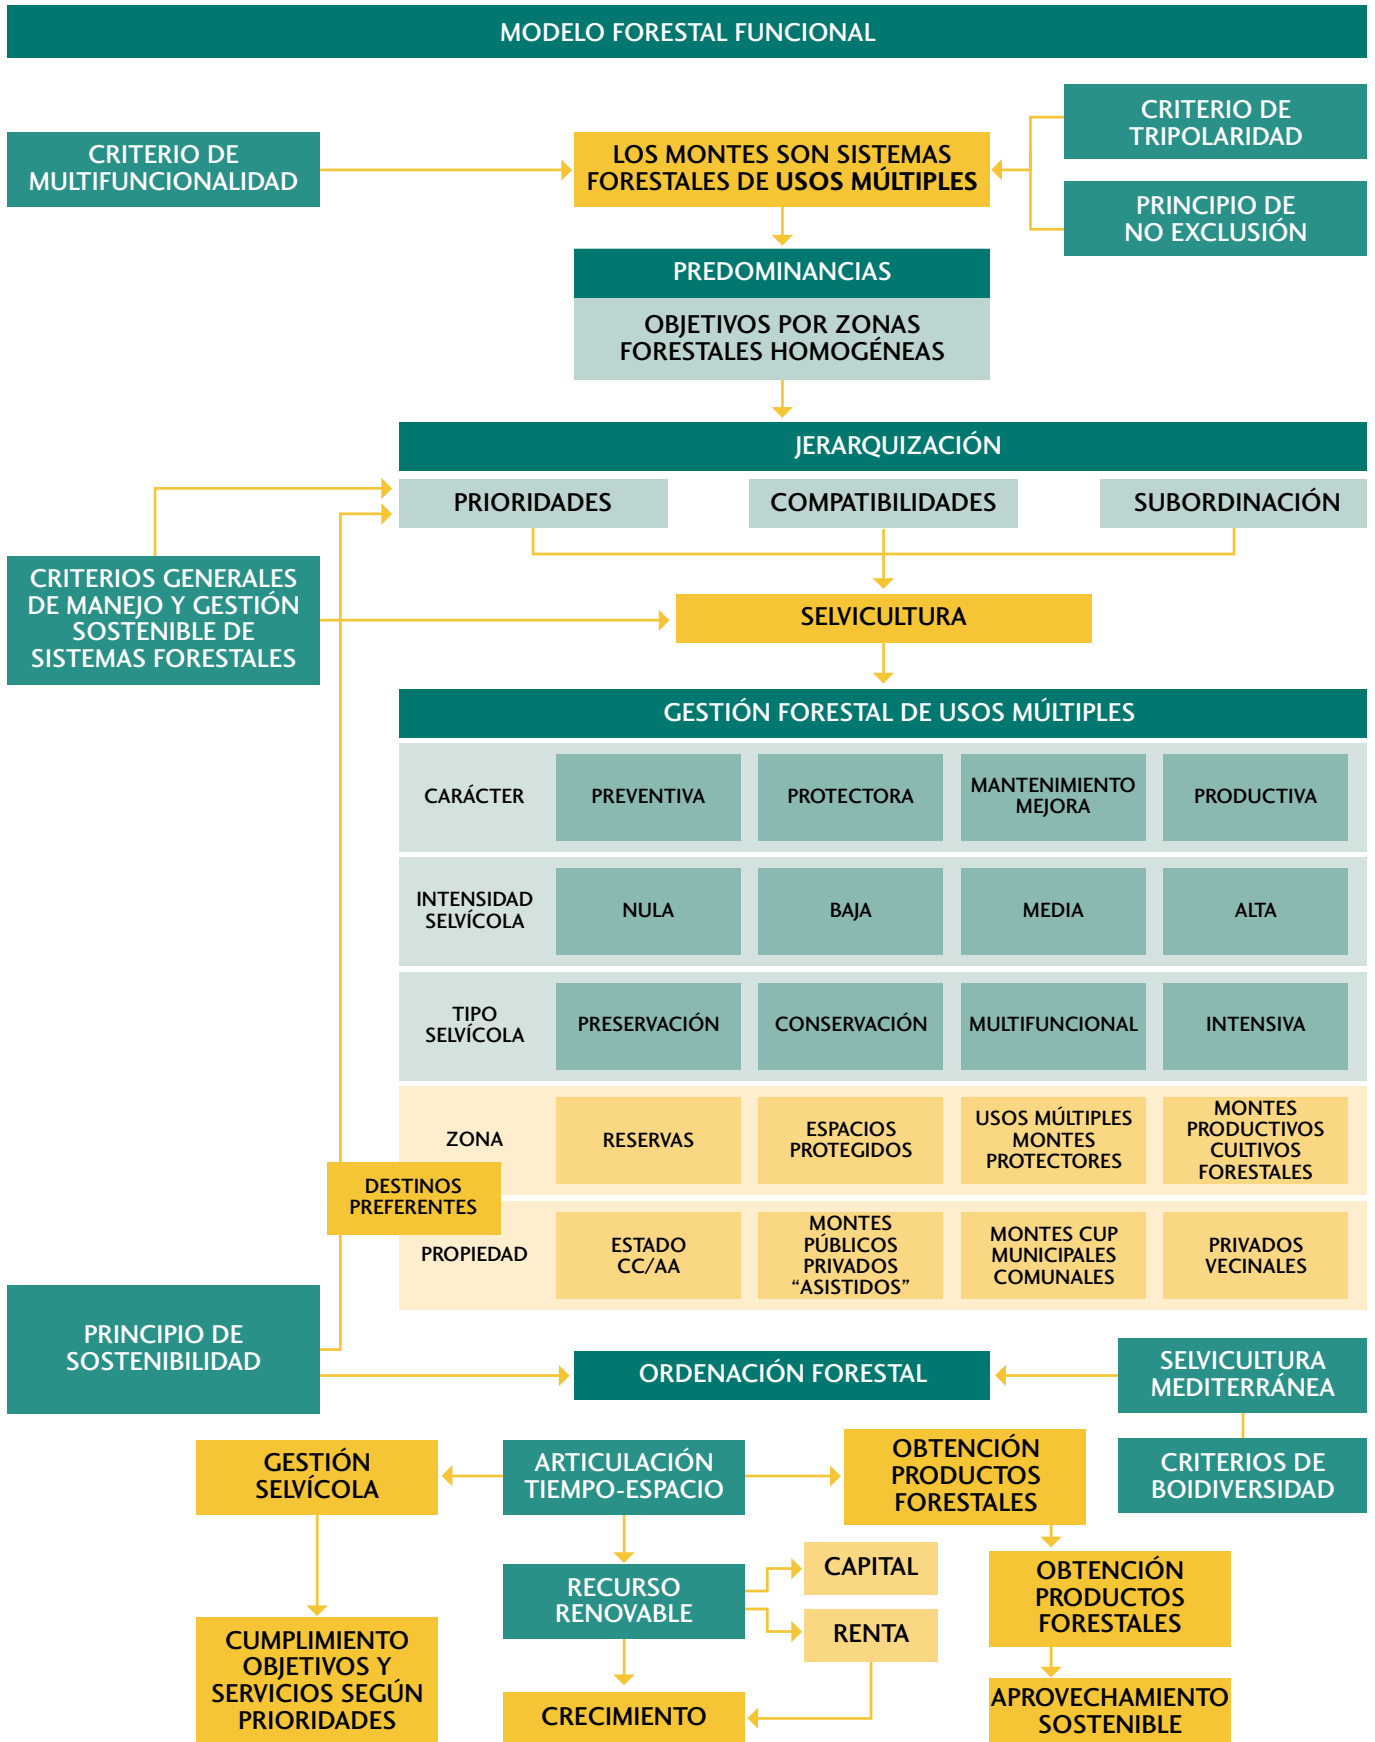 MODELO FORESTAL FUNCIONAL
CRITERIO DE
MULTIFUNCIONALIDAD
LOS MONTES SON SISTEMAS
FORESTALES DE USOS MÚLTIPLES
CRITERIO DE
TRIPOLARIDAD
PRINCIPIO DE
NO EXCLUSIÓN
PREDOMINANCIAS
OBJETIVOS POR ZONAS
FORESTALES HOMOGÉNEAS
JERARQUIZACIÓN
PRIORIDADES
COMPATIBILIDADES
SUBORDINACIÓN
CRITERIOS GENERALES
DE MANEJO Y GESTIÓN
SOSTENIBLE DE
SISTEMAS FORESTALES
SELVICULTURA
GESTIÓN FORESTAL DE USOS MÚLTIPLES
CARÁCTER
PREVENTIVA
PROTECTORA
MANTENIMIENTO
MEJORA
PRODUCTIVA
INTENSIDAD
SELVÍCOLA
NULA
BAJA
MEDIA
ALTA
TIPO
SELVÍCOLA
PRESERVACIÓN
CONSERVACIÓN
MULTIFUNCIONAL
INTENSIVA
ZONA
RESERVAS
ESPACIOS
PROTEGIDOS
USOS MÚLTIPLES
MONTES
PROTECTORES
MONTES
PRODUCTIVOS
CULTIVOS
FORESTALES
DESTINOS
PREFERENTES
PROPIEDAD
ESTADO
CC/AA
MONTES
PÚBLICOS
PRIVADOS
“ASISTIDOS”
MONTES CUP
MUNICIPALES
COMUNALES
PRIVADOS
VECINALES
PRINCIPIO DE
SOSTENIBILIDAD
ORDENACIÓN FORESTAL
SELVICULTURA
MEDITERRÁNEA
CRITERIOS DE
BOIDIVERSIDAD
GESTIÓN
SELVÍCOLA
ARTICULACIÓN
TIEMPO-ESPACIO
OBTENCIÓN
PRODUCTOS
FORESTALES
RECURSO
RENOVABLE
CAPITAL
RENTA
OBTENCIÓN
PRODUCTOS
FORESTALES
CUMPLIMIENTO
OBJETIVOS Y
SERVICIOS SEGÚN
PRIORIDADES
CRECIMIENTO
APROVECHAMIENTO
SOSTENIBLE